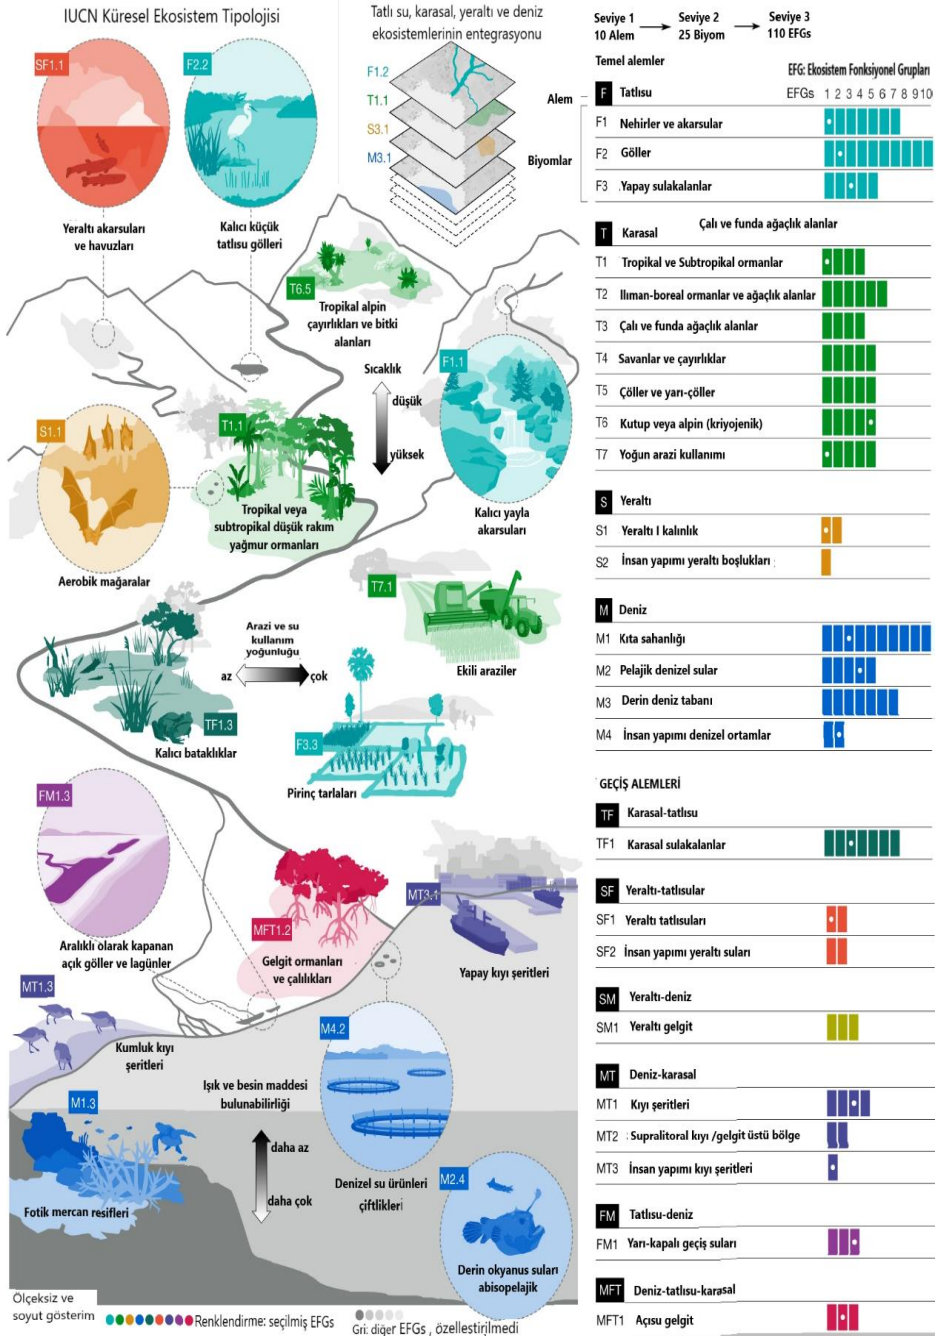 IUCN Küresel Ekosistem Tipolojisi
SF1.1
F2.2
Yeraltı akarsuları
ve havuzları
Kalıcı küçük
tatlısu gölleri
Tatlı su, karasal, yeraltı ve deniz
ekosistemlerinin entegrasyonu
F1.2
T1.1
S3.1
M3.1
Alem
Biyomlar
T6.5
Tropikal alpin
çayırlıkları ve bitki
alanları
Sıcaklık
düşük
yüksek
F1.1
Kalıcı yayla
akarsuları
S1.1
Aerobik mağaralar
T1.1
Tropikal veya
subtropikal düşük rakım
yağmur ormanları
T7.1
Ekili araziler
Arazi ve su
kullanım
yoğunluğu
az
çok
TF1.3
Kalıcı bataklıklar
F3.3
Pirinç tarlaları
FM1.3
Aralıklı olarak kapanan
açık göller ve lagünler
MFT1.2
Gelgit ormanları
ve çalılıkları
MT3.1
Yapay kıyı şeritleri
MT1.3
Kumluk kıyı
şeritleri
M4.2
Denizel su ürünleri
çiftlikleri
Işık ve besin maddesi
bulunabilirliği
daha az
daha çok
M1.3
Fotik mercan resifleri
M2.4
Derin okyanus suları
abisopelajik
Ölçeksiz ve
soyut gösterim
Renklendirme: seçilmiş EFGs
Gri: diğer EFGs , özellestirilmedi
Seviye 1
10 Alem
Seviye 2
25 Biyom
Seviye 3
110 EFGs
Temel alemler
EFG: Ekosistem Fonksiyonel Grupları
F Tatlısu
EFGs 1 2 3 4 5 6 7 8 9 10
F1 Nehirler ve akarsular
F2 Göller
F3 .Yapay sulakalanlar
T Karasal
Çalı ve funda ağaçlık alanlar
T1 Tropikal ve Subtropikal ormanlar
T2 Ilıman-boreal ormanlar ve ağaçlık alanlar
T3 Çalı ve funda ağaçlık alanlar
T4 Savanlar ve çayırlıklar
T5 Çöller ve yarı-çöller
T6 Kutup veya alpin (kriyojenik)
T7 Yoğun arazi kullanımı
S Yeraltı
S1 Yeraltı I kalınlık
S2 İnsan yapımı yeraltı boşlukları
M Deniz
M1 Kıta sahanlığı
M2 Pelajik denizel sular
M3 Derin deniz tabanı
M4 İnsan yapımı denizel ortamlar
GEÇİŞ ALEMLERİ
TF Karasal-tatlısu
TF1 Karasal sulakalanlar
SF Yeraltı-tatlısular
SF1 Yeraltı tatlısuları
SF2 İnsan yapımı yeraltı suları
SM Yeraltı-deniz
SM1 Yeraltı gelgit
MT Deniz-karasal
MT1 Kıyı şeritleri
MT2 Supralitoral kıyı /gelgit üstü bölge
MT3 İnsan yapımı kıyı şeritleri
FM Tatlısu-deniz
FM1 Yarı-kapalı geçiş suları
MFT Deniz-tatlısu-karasal
MFT1 Açısu gelgit